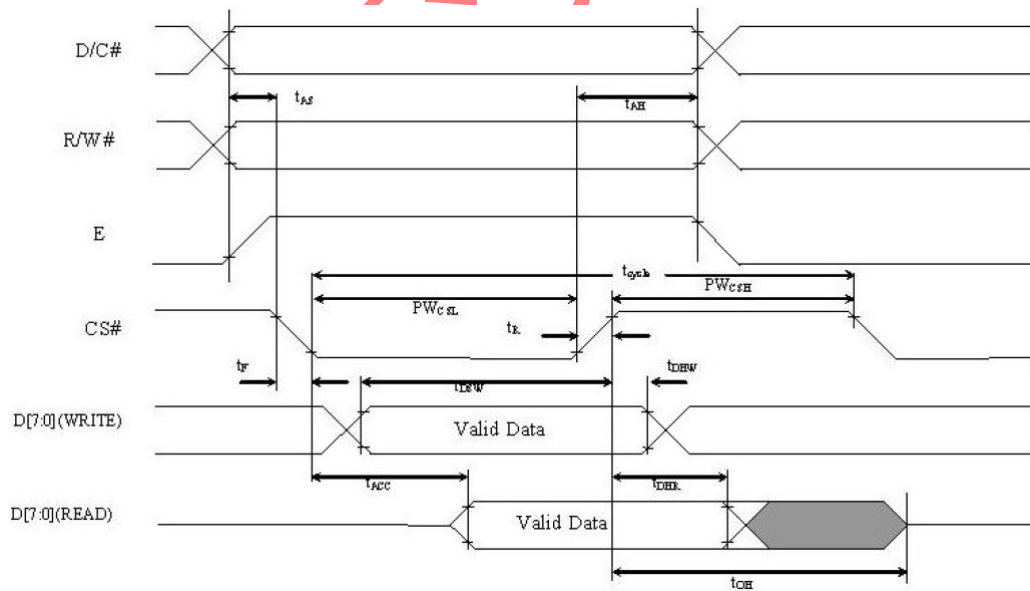 D/C#
tAS
tAH
R/W#
E
tcycle
PWCSL
PWCSH
CS#
tR
tF
tDSW
tDHW
D[7:0](WRITE)
Valid Data
tACC
tDHR
D[7:0](READ)
Valid Data
tOH